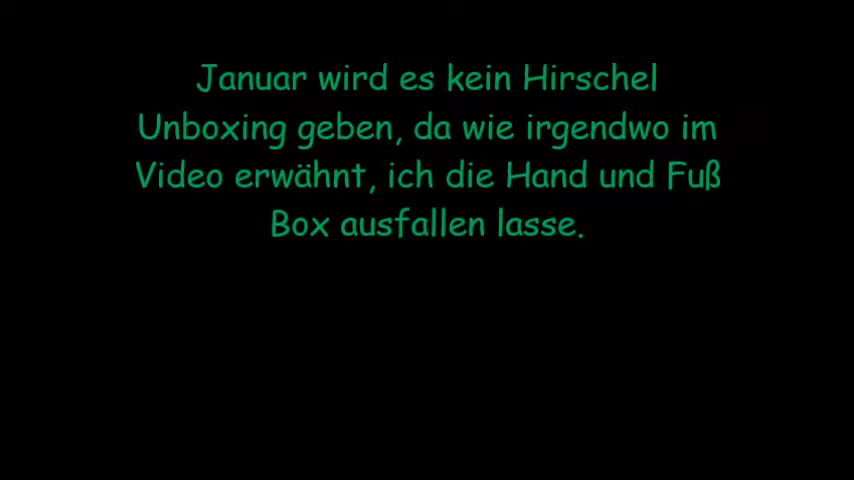 Januar wird es kein Hirschel
Unboxing geben, da wie irgendwo im
Video erwähnt, ich die Hand und Fuß
Box ausfallen lasse.